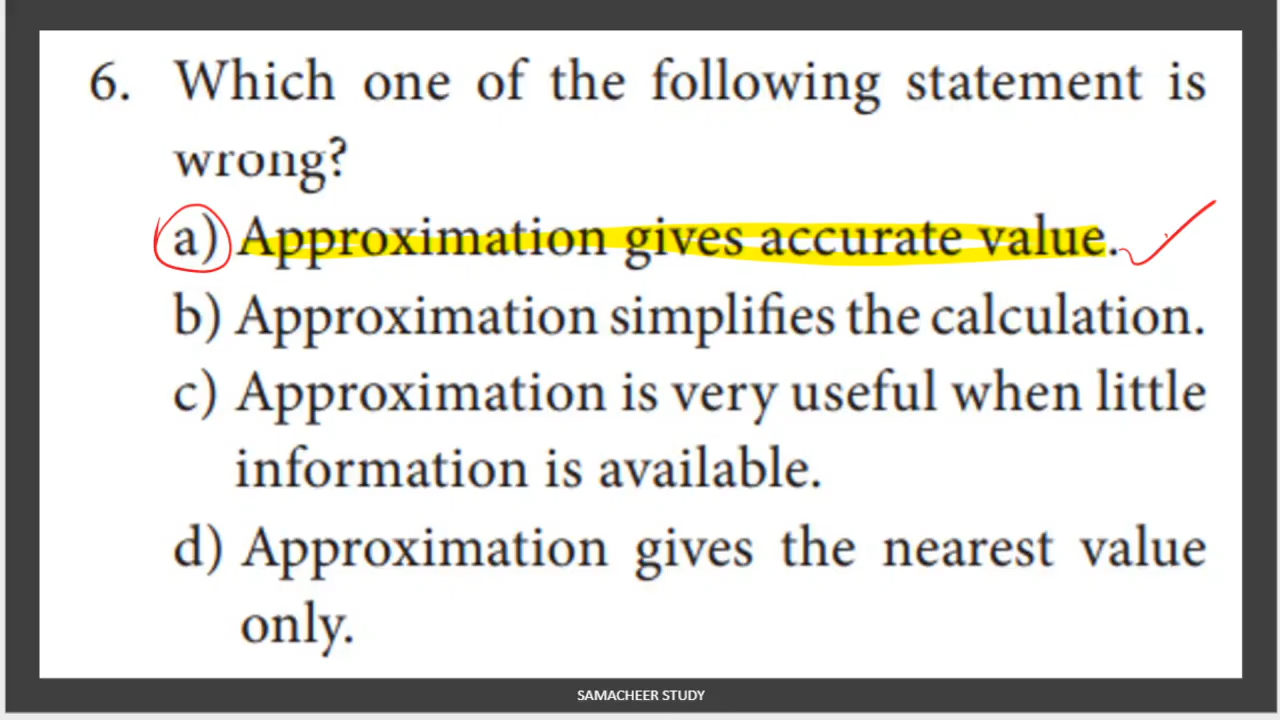 6. Which one of the following statement is
wrong?
a) Approximation gives accurate value.
b) Approximation simplifies the calculation.
c) Approximation is very useful when little
information is available.
d) Approximation gives the nearest value
only.
SAMACHEER STUDY